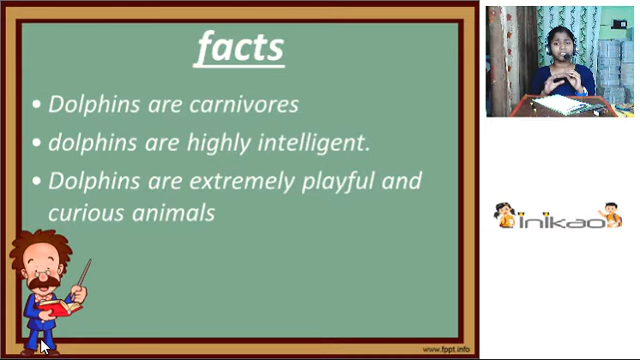 facts
• Dolphins are carnivores
• dolphins are highly intelligent.
• Dolphins are extremely playful and
curious animals
inikao
www.fppt.info